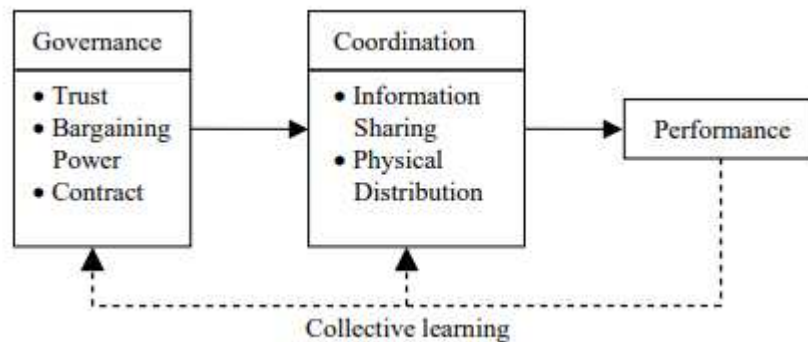 Governance
• Trust
• Bargaining
Power
• Contract
Coordination
• Information
Sharing
• Physical
Distribution
Performance
Collective learning